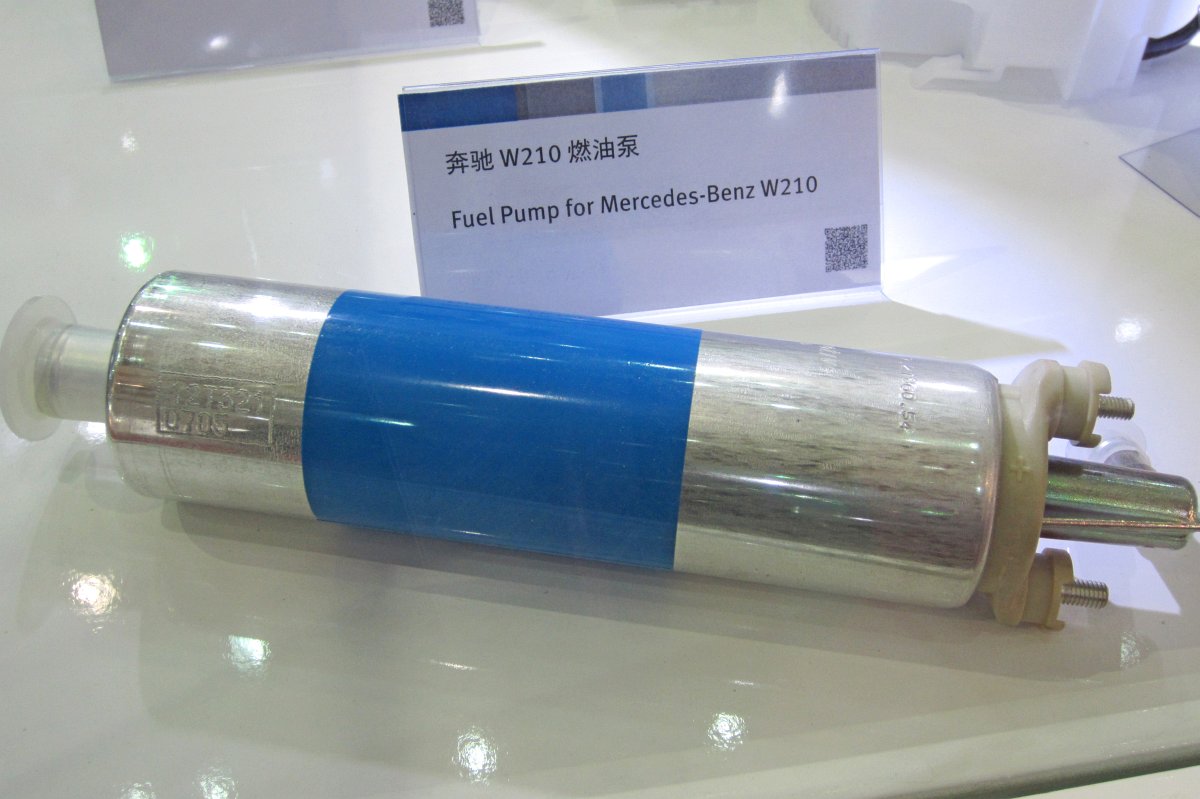 奔驰 W210 燃油泵
Fuel Pump for Mercedes-Benz W210